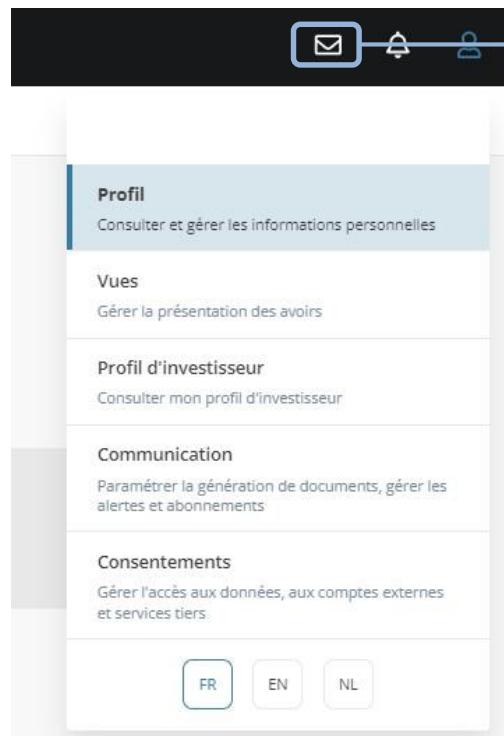 Profil
Consulter et gérer les informations personnelles
Vues
Gérer la présentation des avoirs
Profil d'investisseur
Consulter mon profil d'investisseur
Communication
Paramétrer la génération de documents, gérer les
alertes et abonnements
Consentements
Gérer l'accès aux données, aux comptes externes
et services tiers
FR EN NL